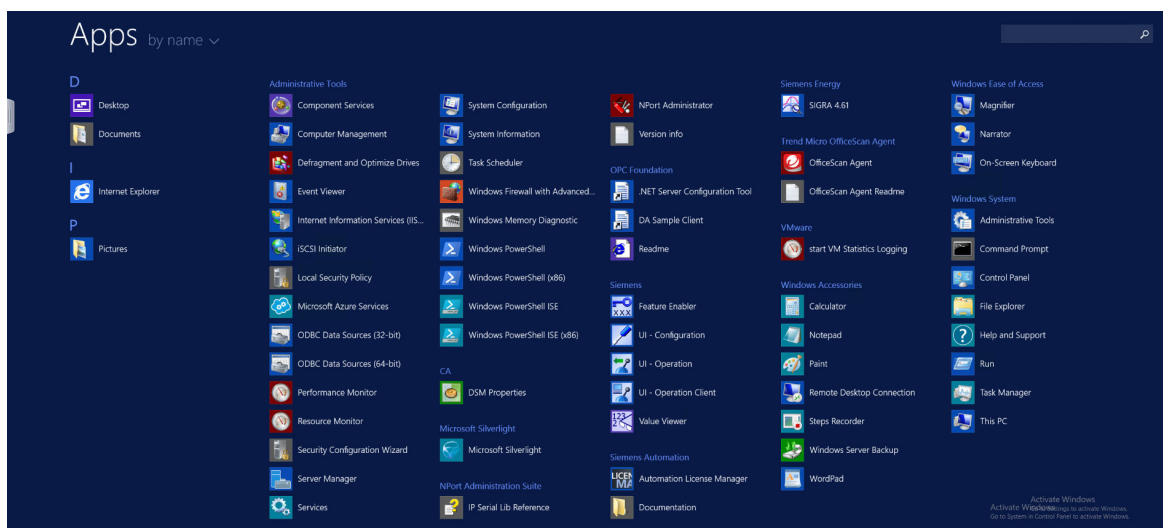 Apps by name
D
Desktop
Documents
I
Internet Explorer
P
Pictures
Administrative Tools
Component Services
Computer Management
Defragment and Optimize Drives
Event Viewer
Internet Information Services (IIS...
iSCSI Initiator
Local Security Policy
Microsoft Azure Services
ODBC Data Sources (32-bit)
ODBC Data Sources (64-bit)
Performance Monitor
Resource Monitor
Security Configuration Wizard
Server Manager
Services
System Configuration
System Information
Task Scheduler
Windows Firewall with Advanced...
Windows Memory Diagnostic
Windows PowerShell
Windows PowerShell (x86)
Windows PowerShell ISE
Windows PowerShell ISE (x86)
CA
DSM Properties
Microsoft Silverlight
Microsoft Silverlight
NPort Administration Suite
IP Serial Lib Reference
NPort Administrator
Version info
OPC Foundation
.NET Server Configuration Tool
DA Sample Client
Readme
Siemens
XXX
Feature Enabler
UI - Configuration
UI - Operation
UI - Operation Client
123
Value Viewer
Siemens Automation
Automation License Manager
Documentation
Siemens Energy
SIGRA 4.61
Trend Micro OfficeScan Agent
OfficeScan Agent
OfficeScan Agent Readme
VMware
start VM Statistics Logging
Windows Accessories
Calculator
Notepad
Paint
Remote Desktop Connection
Steps Recorder
Windows Server Backup
WordPad
Windows Ease of Access
Magnifier
Narrator
On-Screen Keyboard
Windows System
Administrative Tools
Command Prompt
Control Panel
File Explorer
Help and Support
Run
Task Manager
This PC
Activate Windows
Activate Windows
to activate Windows.
Go to System in Control Panel to activate Windows.